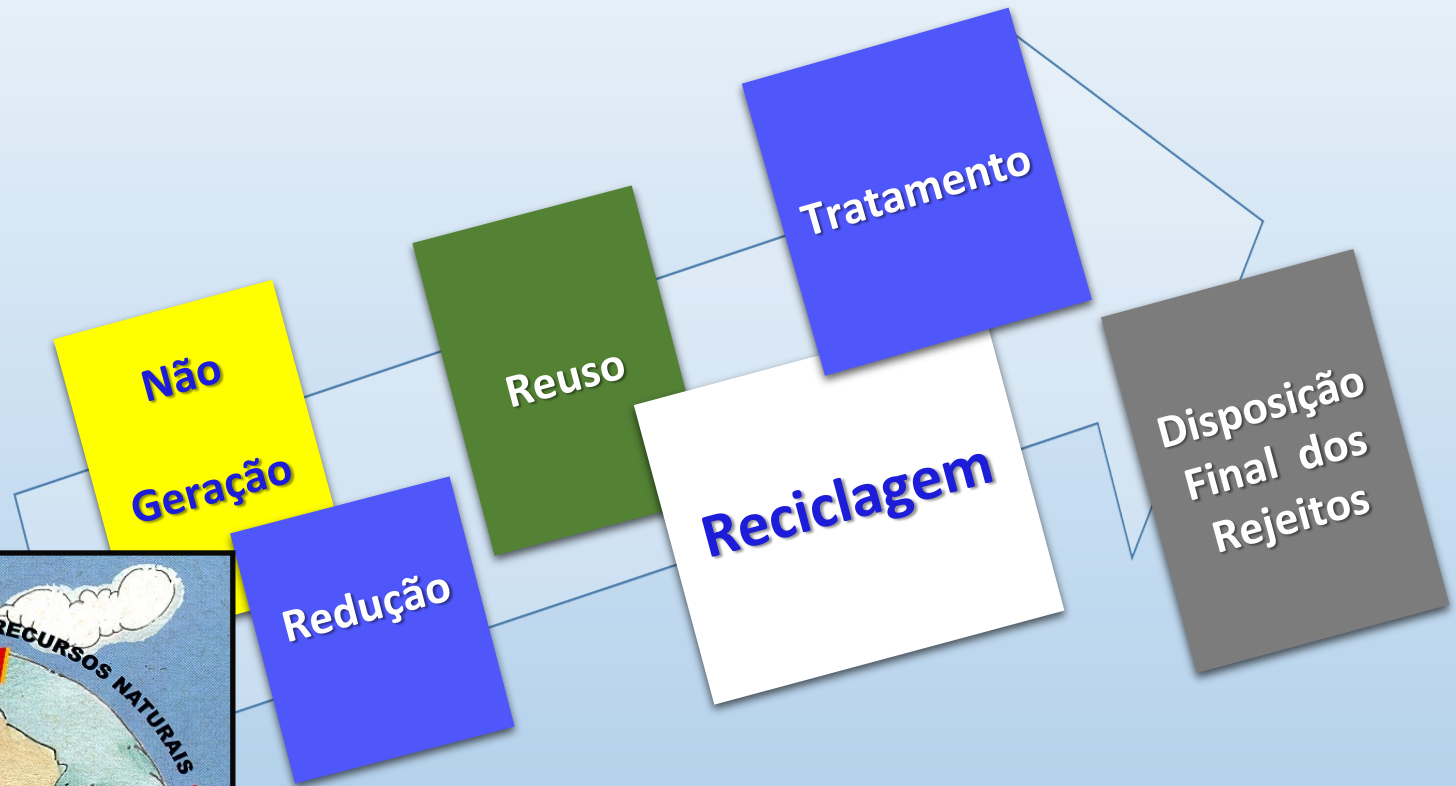 Não
Geração
Redução
Reuso
Reciclagem
Tratamento
Disposição
Final dos
Rejeitos
RECURSOS NATURAIS